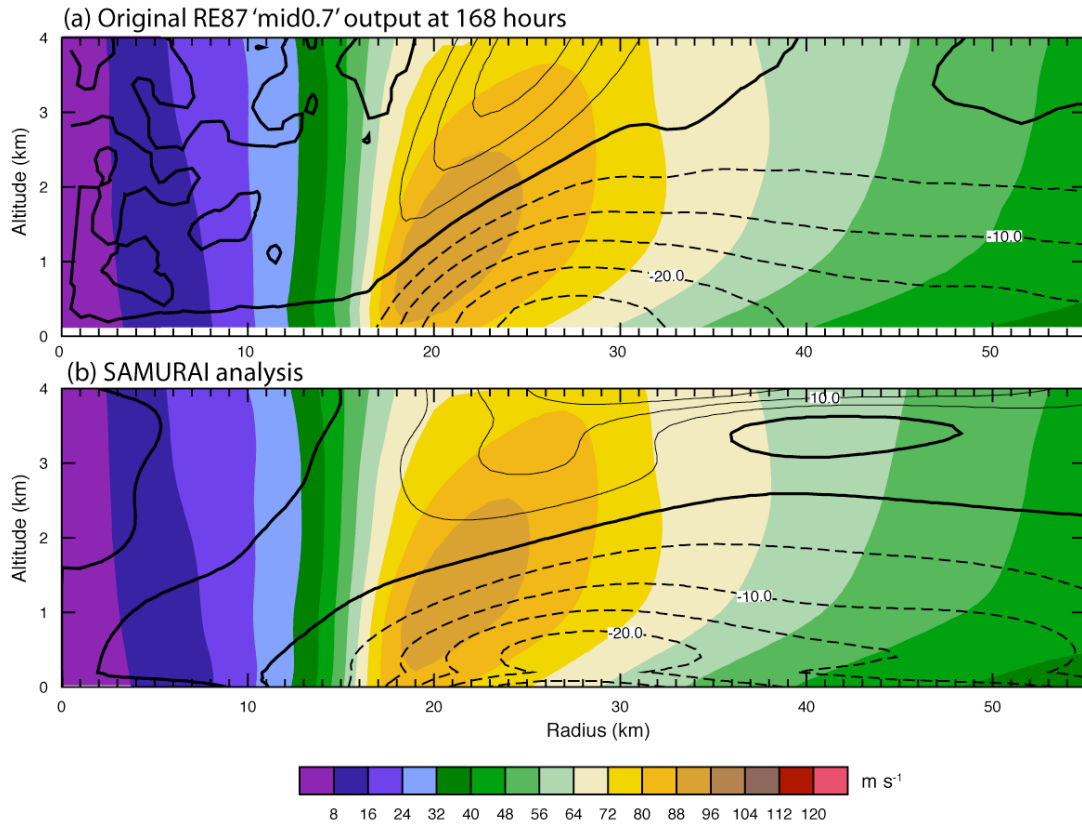 (a) Original RE87 ‘mid0.7’ output at 168 hours
4
3
2
1
0
Altitude (km)
-10.0
-20.0
0 10 20 30 40 50
(b) SAMURAI analysis
4
3
2
1
0
Altitude (km)
-10.0
-10.0
-20.0
0 10 20 30 40 50
Radius (km)
m s-1
8 16 24 32 40 48 56 64 72 80 88 96 104 112 120